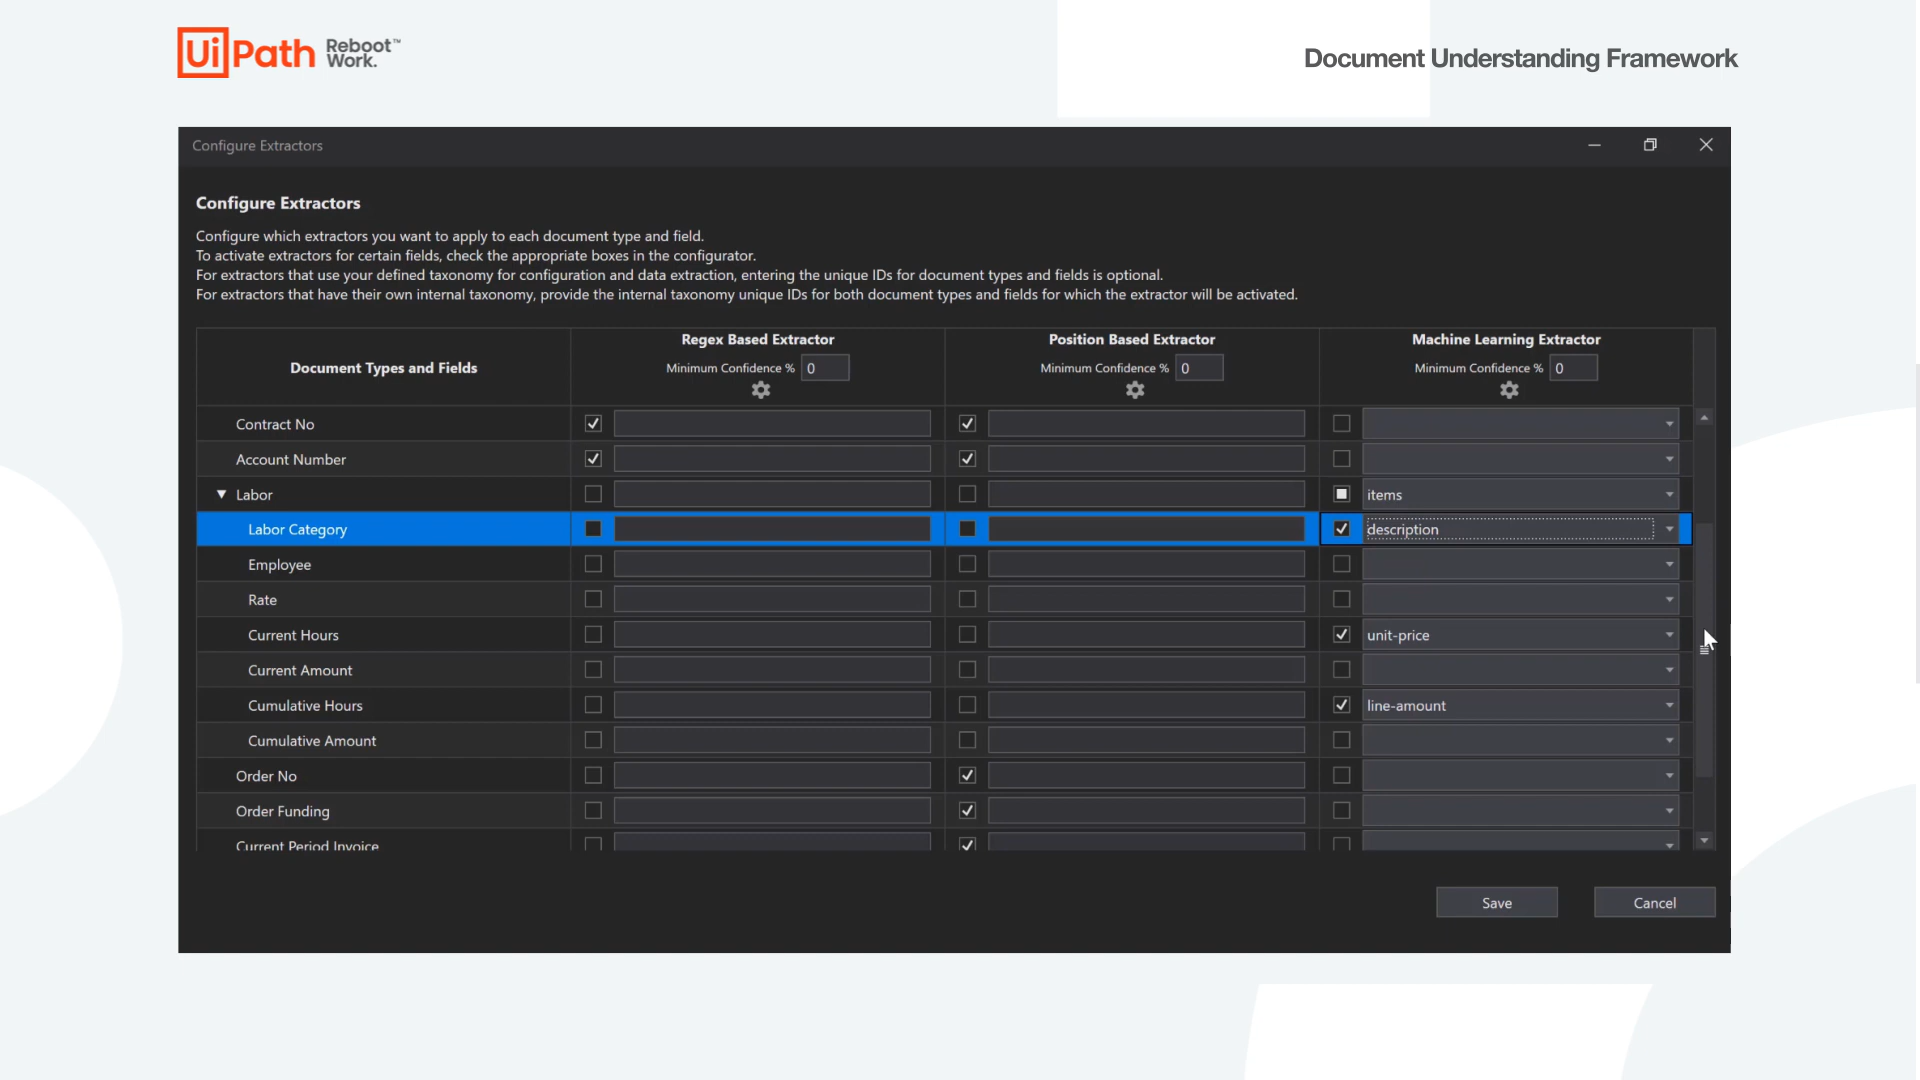 UiPath Reboot Work.™
Document Understanding Framework
Configure Extractors
Configure Extractors
Configure which extractors you want to apply to each document type and field.
To activate extractors for certain fields, check the appropriate boxes in the configurator.
For extractors that use your defined taxonomy for configuration and data extraction, entering the unique IDs for document types and fields is optional.
For extractors that have their own internal taxonomy, provide the internal taxonomy unique IDs for both document types and fields for which the extractor will be activated.
Document Types and Fields
Regex Based Extractor
Minimum Confidence % 0
Position Based Extractor
Minimum Confidence % 0
Machine Learning Extractor
Minimum Confidence % 0
Contract No
Account Number
Labor items
Labor Category description
Employee
Rate
Current Hours unit-price
Current Amount
Cumulative Hours line-amount
Cumulative Amount
Order No
Order Funding
Current Period Invoice
Save
Cancel